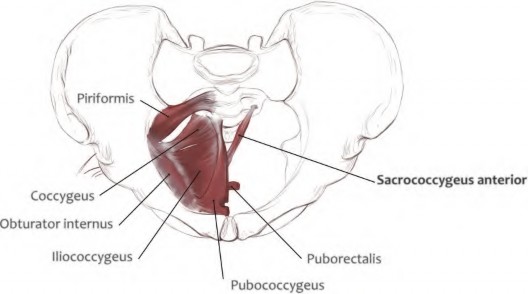 Piriformis
Sacrococcygeus anterior
Coccygeus
Obturator internus
Iliococcygeus
Puborectalis
Pubococcygeus